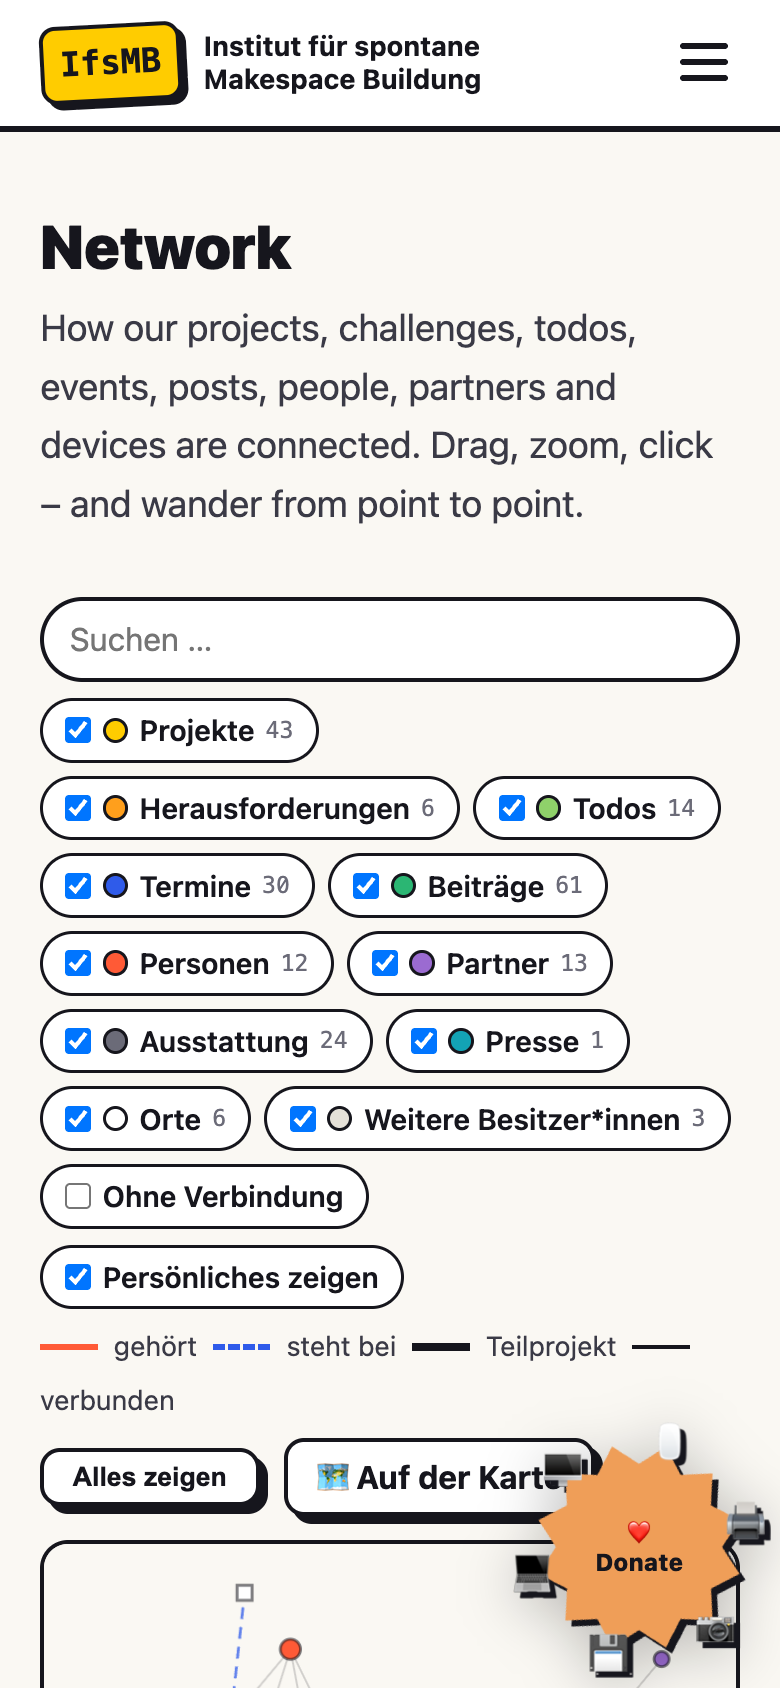 IfsMB
Institut für spontane
Makespace Buildung
Network
How our projects, challenges, todos,
events, posts, people, partners and
devices are connected. Drag, zoom, click
– and wander from point to point.
Suchen ...
Projekte 43
Herausforderungen 6 Todos 14
Termine 30 Beiträge 61
Personen 12 Partner 13
Ausstattung 24 Presse 1
Orte 6 Weitere Besitzer*innen 3
Ohne Verbindung
Persönliches zeigen
gehört steht bei Teilprojekt
verbunden
Alles zeigen Auf der Karte
Donate